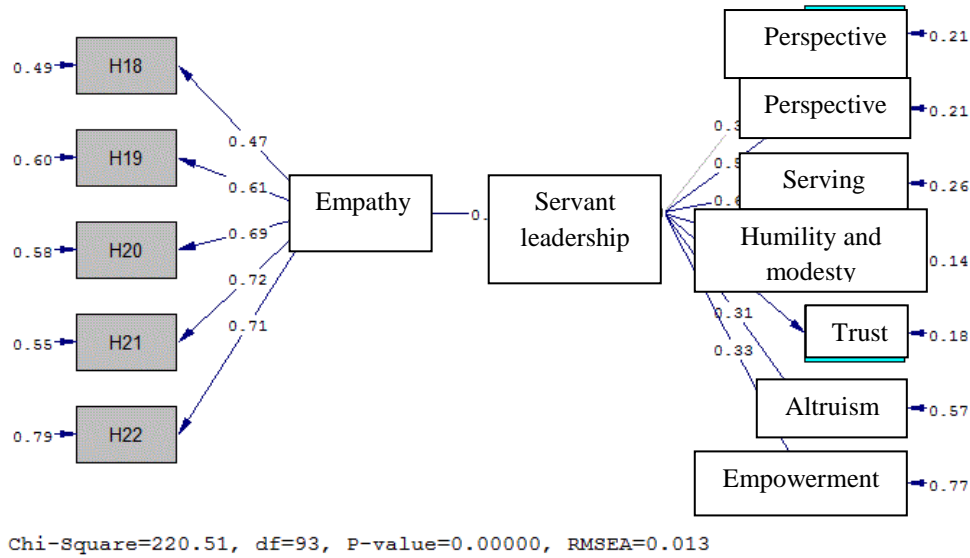 Perspective
0.21
Perspective
0.21
Serving
0.26
Humility and
modesty
0.14
Trust
0.18
Altruism
0.57
Empowerment
0.77
0.49
H18
0.60
H19
0.58
H20
0.55
H21
0.79
H22
0.47
0.61
0.69
0.72
0.71
Empathy
Servant
leadership
0.31
0.33
Chi-Square=220.51, df=93, P-value=0.00000, RMSEA=0.013